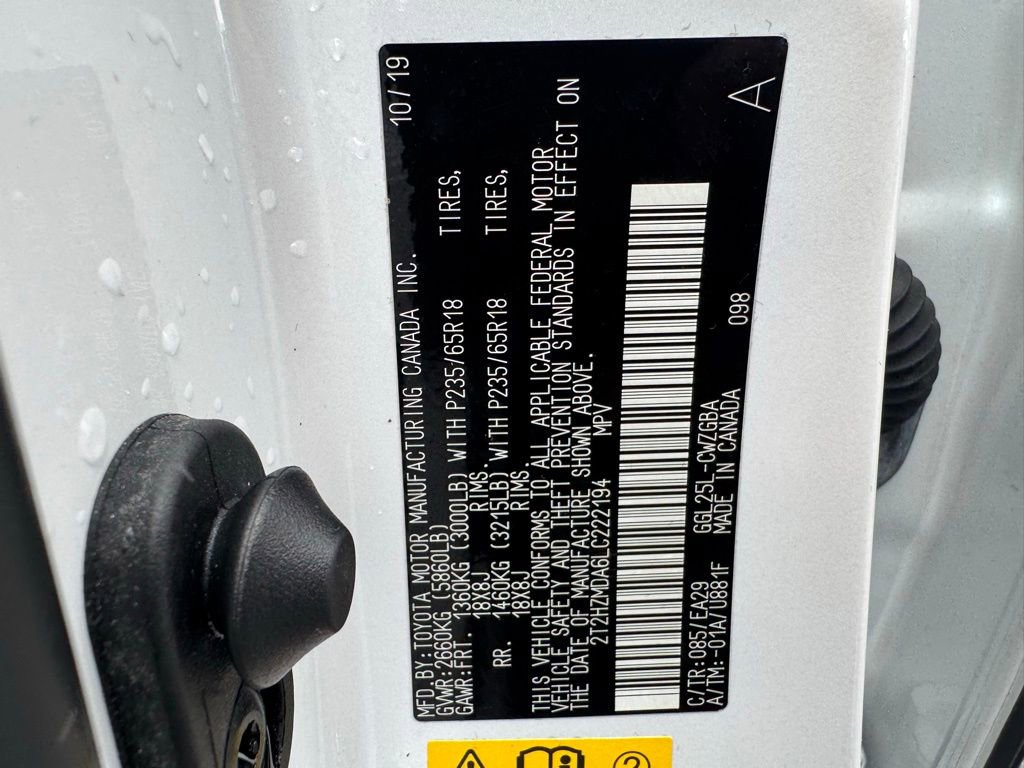 MFD.BY:TOYOTA MOTOR MANUFACTURING CANADA INC. 10/19
GVWR:2660KG (5860LB)
GAWR:FRT. 1360KG (3000LB) WITH P235/65R18 TIRES,
18X8J RIMS.
RR. 1460KG (3215LB) WITH P235/65R18 TIRES,
18X8J RIMS.
THIS VEHICLE CONFORMS TO ALL APPLICABLE FEDERAL MOTOR
VEHICLE SAFETY AND THEFT PREVENTION STANDARDS IN EFFECT ON
THE DATE OF MANUFACTURE SHOWN ABOVE.
2T2HZMDA6LC222194 MPV
C/TR:085/EA29 GGL25L-CWZGBA 098
A/TM:-01A/U881F MADE IN CANADA
A
?